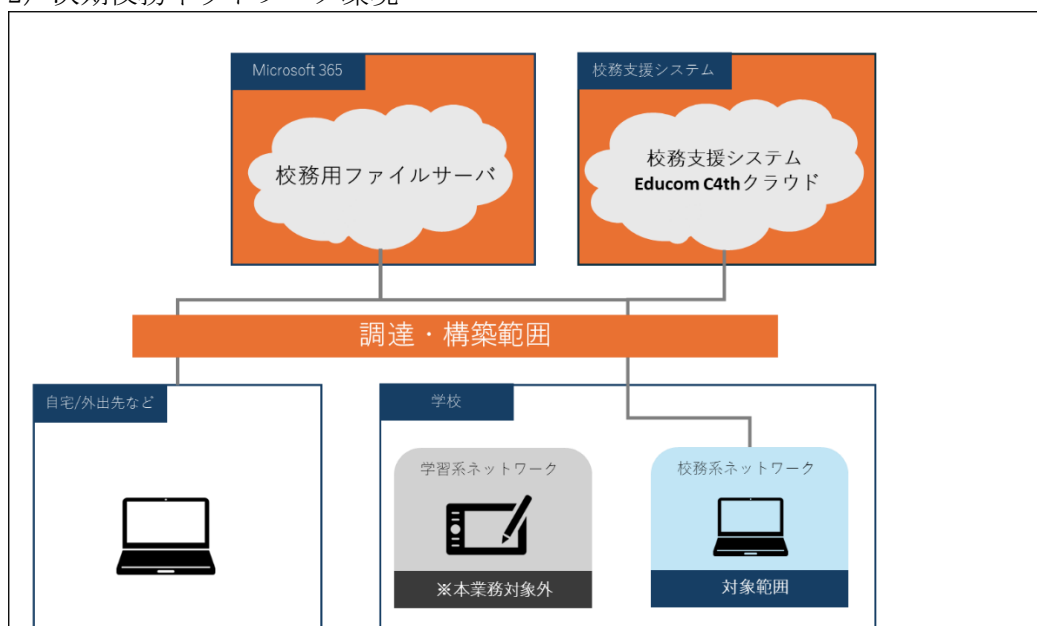 Microsoft 365
校務支援システム
校務用ファイルサーバ
校務支援システム
Educom C4thクラウド
調達・構築範囲
自宅/外出先など
学校
学習系ネットワーク
校務系ネットワーク
※本業務対象外
対象範囲